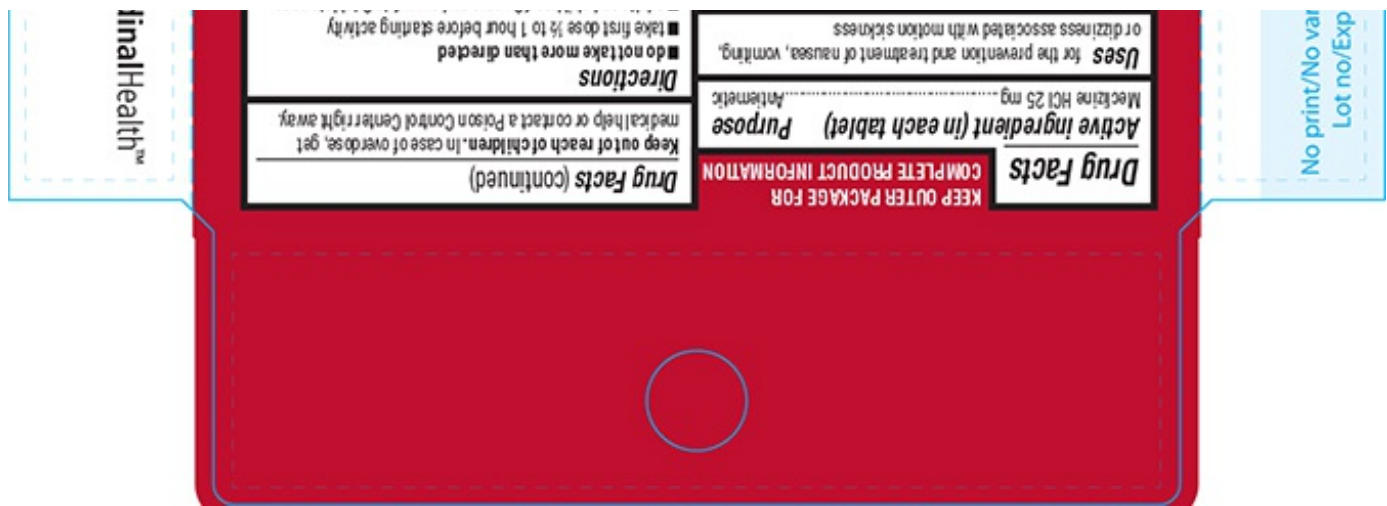 Drug Facts
KEEP OUTER PACKAGE FOR
COMPLETE PRODUCT INFORMATION
Active ingredient (in each tablet) Purpose
Meclizine HCl 25 mg..........................................Antiemetic
Uses for the prevention and treatment of nausea, vomiting,
or dizziness associated with motion sickness
Drug Facts (continued)
Keep out of reach of children. In case of overdose, get
medical help or contact a Poison Control Center right away.
Directions
■ do not take more than directed
■ take first dose ½ to 1 hour before starting activity
dinalHealth™
No print/No var
Lot no/Exp